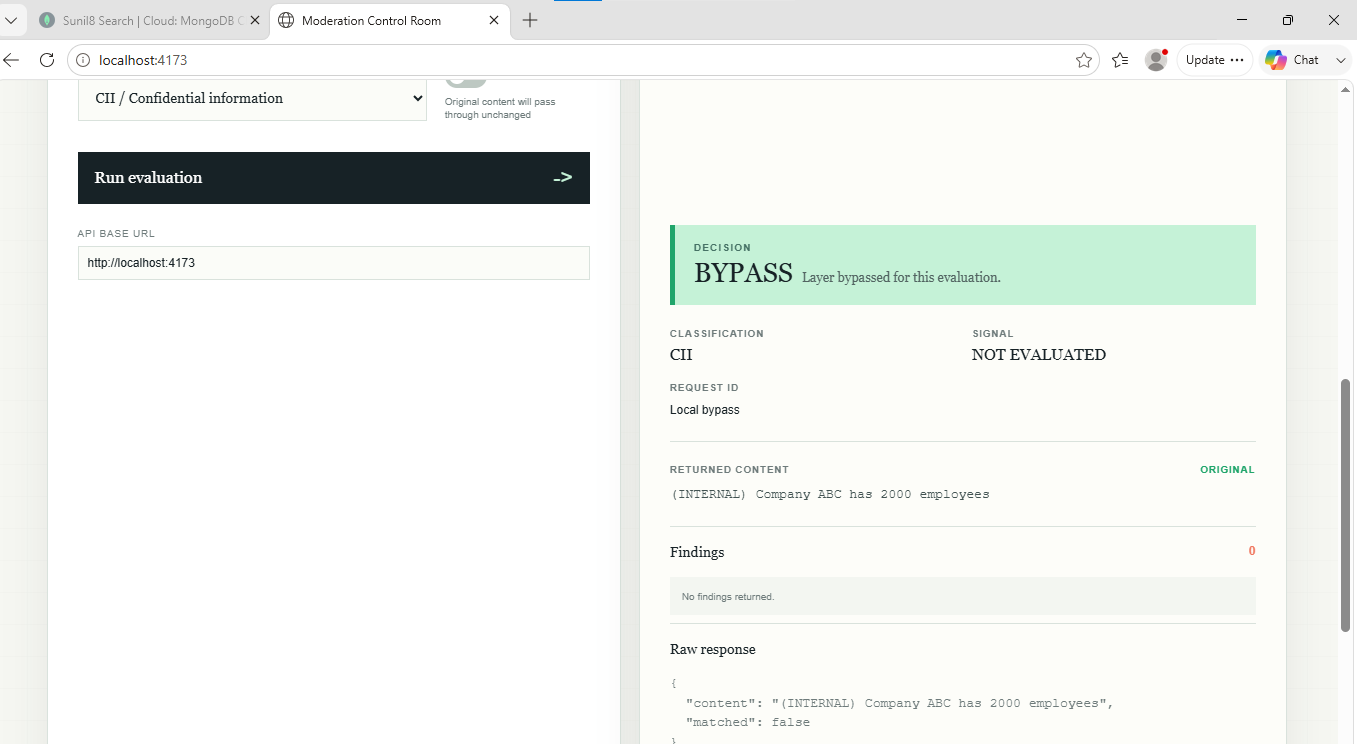 Sunil8 Search | Cloud: MongoDB C
Moderation Control Room
localhost:4173
Update
Chat
CII / Confidential information
Original content will pass
through unchanged
Run evaluation ->
API BASE URL
http://localhost:4173
DECISION
BYPASS Layer bypassed for this evaluation.
CLASSIFICATION
CII
SIGNAL
NOT EVALUATED
REQUEST ID
Local bypass
RETURNED CONTENT
ORIGINAL
(INTERNAL) Company ABC has 2000 employees
Findings
0
No findings returned.
Raw response
{
"content": "(INTERNAL) Company ABC has 2000 employees",
"matched": false
}